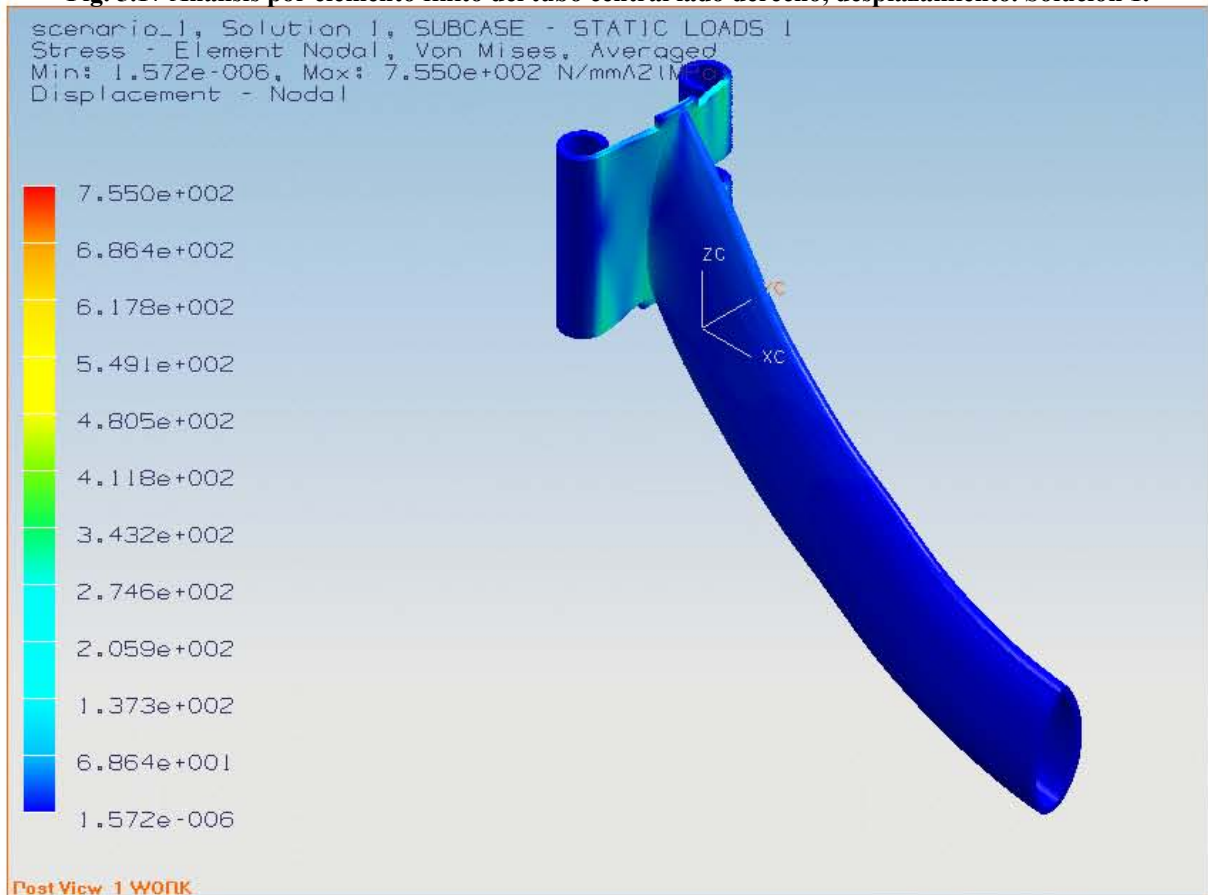 scenario_1, Solution 1, SUBCASE - STATIC LOADS 1
Stress - Element Nodal, Von Mises, Averaged
Min: 1.572e-006, Max: 7.550e+002 N/mm^2(MPa)
Displacement - Nodal
7.550e+002
6.864e+002
6.178e+002
5.491e+002
4.805e+002
4.118e+002
3.432e+002
2.746e+002
2.059e+002
1.373e+002
6.864e+001
1.572e-006
ZC
YC
XC
Post View 1 WORK